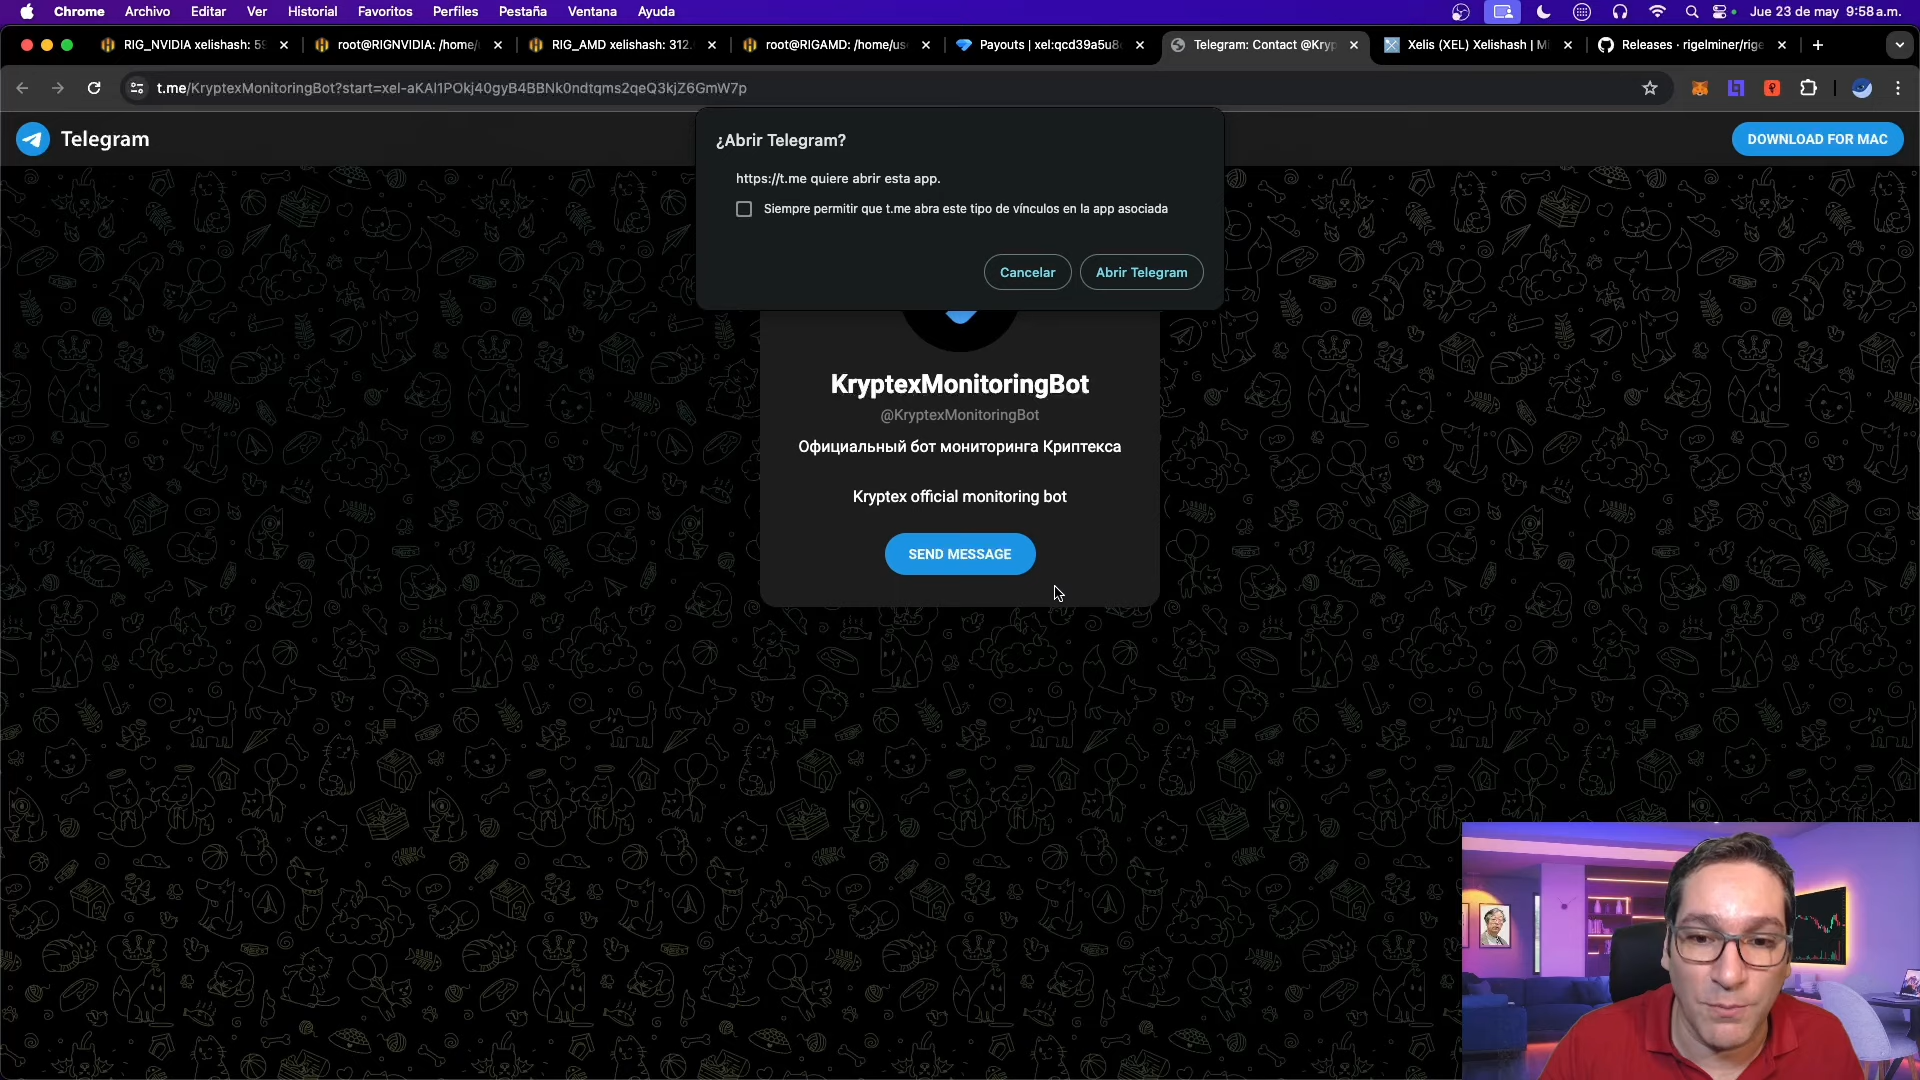 Chrome Archivo Editar Ver Historial Favoritos Perfiles Pestaña Ventana Ayuda Jue 23 de may 9:58 a.m.
RIG_NVIDIA xelishash: 59 root@RIGNVIDIA: /home/ RIG_AMD xelishash: 312. root@RIGAMD: /home/us Payouts | xel:qcd39a5u8 Telegram: Contact @Kryp Xelis (XEL) Xelishash | M Releases · rigelminer/rige
t.me/KryptexMonitoringBot?start=xel-aKAI1POkj40gyB4BBNk0ndtqms2qeQ3kjZ6GmW7p
Telegram
DOWNLOAD FOR MAC
¿Abrir Telegram?
https://t.me quiere abrir esta app.
Siempre permitir que t.me abra este tipo de vínculos en la app asociada
Cancelar Abrir Telegram
KryptexMonitoringBot
@KryptexMonitoringBot
Официальный бот мониторинга Криптекса
Kryptex official monitoring bot
SEND MESSAGE